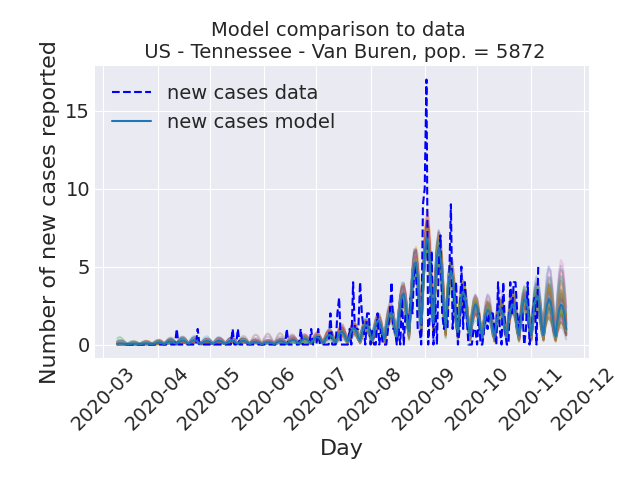 Model comparison to data
US - Tennessee - Van Buren, pop. = 5872
Number of new cases reported
new cases data
new cases model
15
10
5
0
2020-03
2020-04
2020-05
2020-06
2020-07
2020-08
2020-09
2020-10
2020-11
2020-12
Day